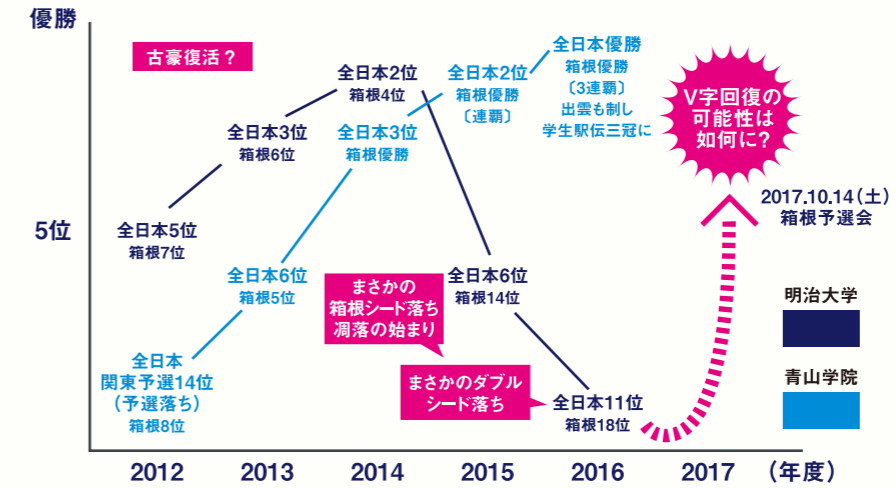 優勝
古豪復活?
全日本2位
箱根4位
全日本2位
箱根優勝
〔連覇〕
全日本優勝
箱根優勝
〔3連覇〕
出雲も制し
学生駅伝三冠に
V字回復の
可能性は
如何に?
全日本3位
箱根6位
全日本3位
箱根優勝
5位
全日本5位
箱根7位
2017.10.14(土)
箱根予選会
全日本6位
箱根5位
まさかの
箱根シード落ち
凋落の始まり
全日本6位
箱根14位
明治大学
全日本
関東予選14位
(予選落ち)
箱根8位
まさかのダブル
シード落ち
全日本11位
箱根18位
青山学院
2012 2013 2014 2015 2016 2017 (年度)